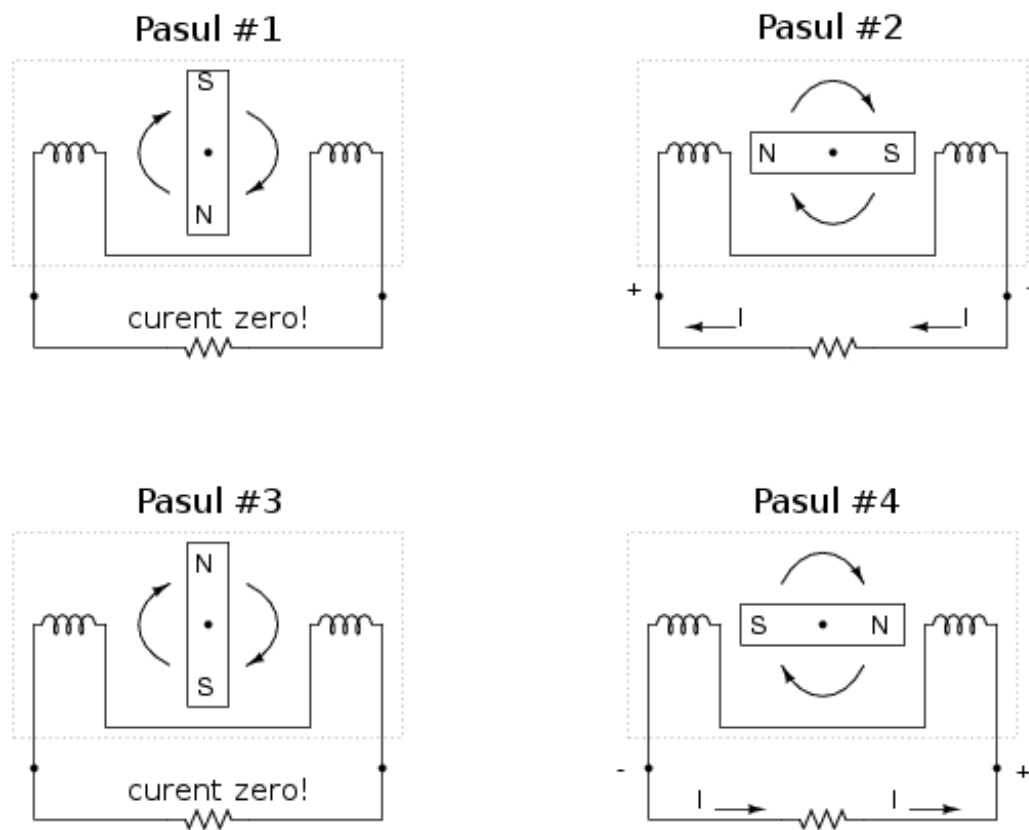 Pasul #1
S
N
curent zero!
Pasul #2
N S
+ -
I I
Pasul #3
N
S
curent zero!
Pasul #4
S N
- +
I I